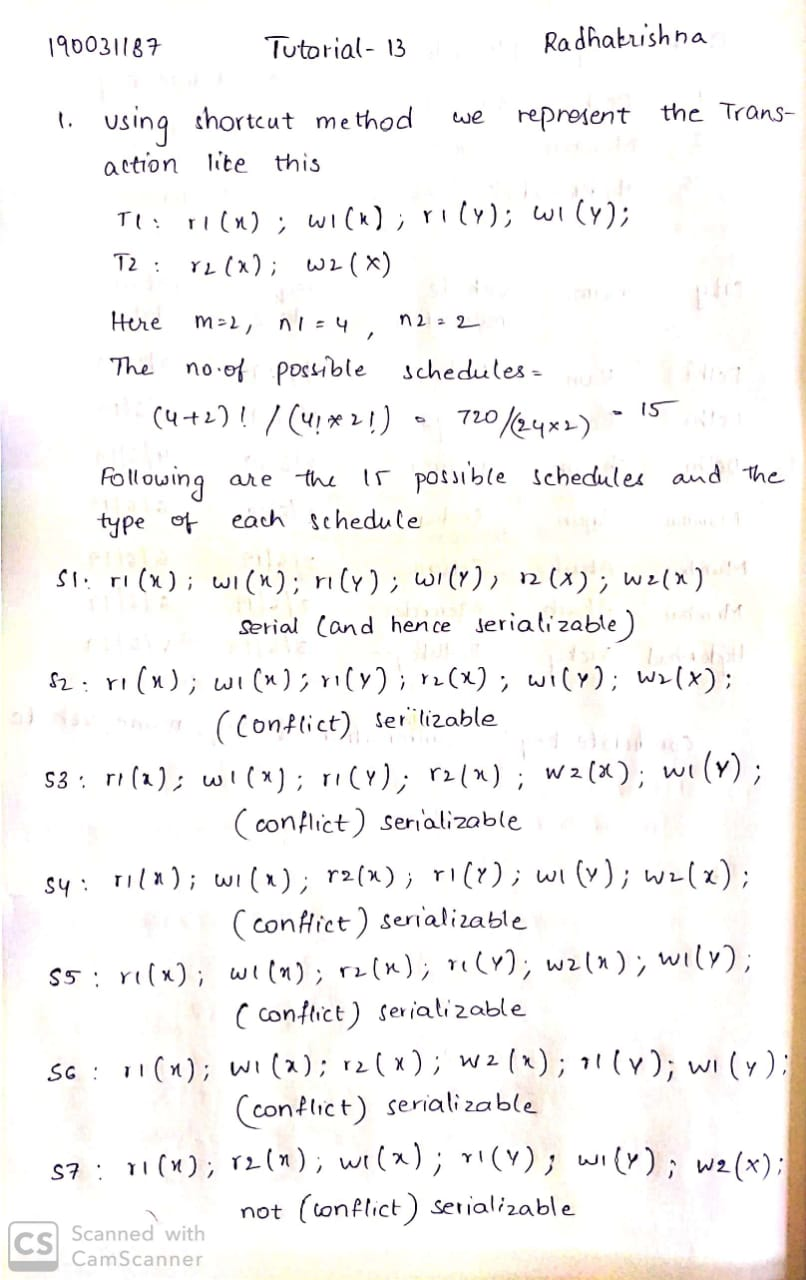 190031187 Tutorial- 13 Radhakrishna
1. using shortcut method we represent the Trans-
action like this
T1: r1(x) ; w1(x) ; r1(y); w1(y);
T2 : r2(x) ; w2(x)
Here m=2, n1=4 , n2=2
The no.of possible schedules =
(4+2)! / (4!*2!) = 720/(24x2) = 15
Following are the 15 possible schedules and the
type of each schedule
S1: r1(x) ; w1(x); r1(y) ; w1(y), r2(x) ; w2(x)
serial (and hence serializable)
S2 : r1(x) ; w1(x) ; r1(y) ; r2(x) ; w1(y) ; w2(x) ;
(conflict) serilizable
S3 : r1(x) ; w1(x) ; r1(y) ; r2(x) ; w2(x) ; w1(y) ;
(conflict) serializable
S4 : r1(x) ; w1(x) ; r2(x) ; r1(y) ; w1(y) ; w2(x) ;
(conflict) serializable
S5 : r1(x) ; w1(x) ; r2(x) ; r1(y) ; w2(x) ; w1(y) ;
(conflict) serializable
S6 : r1(x) ; w1(x) ; r2(x) ; w2(x) ; r1(y) ; w1(y) ;
(conflict) serializable
S7 : r1(x) ; r2(x) ; w1(x) ; r1(y) ; w1(y) ; w2(x) ;
not (conflict) serializable
CS Scanned with
CamScanner